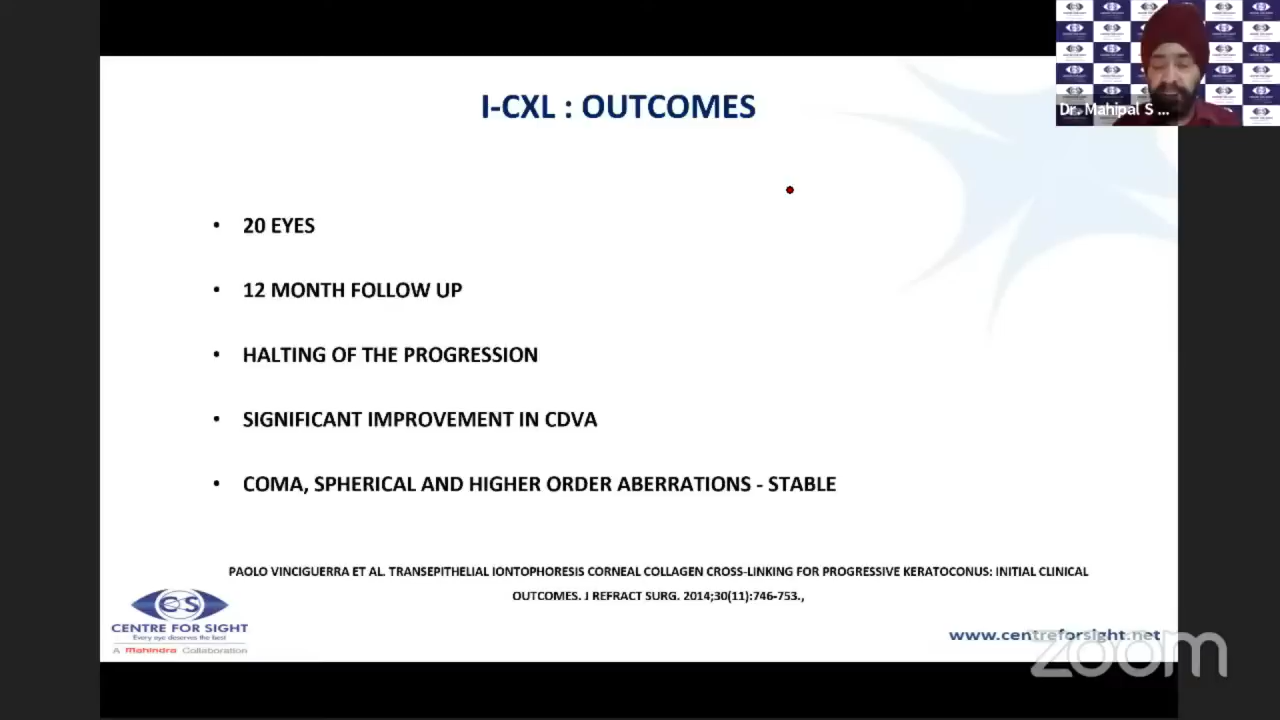 I-CXL : OUTCOMES
Dr. Mahipal S ...
• 20 EYES
• 12 MONTH FOLLOW UP
• HALTING OF THE PROGRESSION
• SIGNIFICANT IMPROVEMENT IN CDVA
• COMA, SPHERICAL AND HIGHER ORDER ABERRATIONS - STABLE
PAOLO VINCIGUERRA ET AL. TRANSEPITHELIAL IONTOPHORESIS CORNEAL COLLAGEN CROSS-LINKING FOR PROGRESSIVE KERATOCONUS: INITIAL CLINICAL
OUTCOMES. J REFRACT SURG. 2014;30(11):746-753.,
CS
CENTRE FOR SIGHT
Every eye deserves the best
A Mahindra Collaboration
www.centreforsight.net
zoom